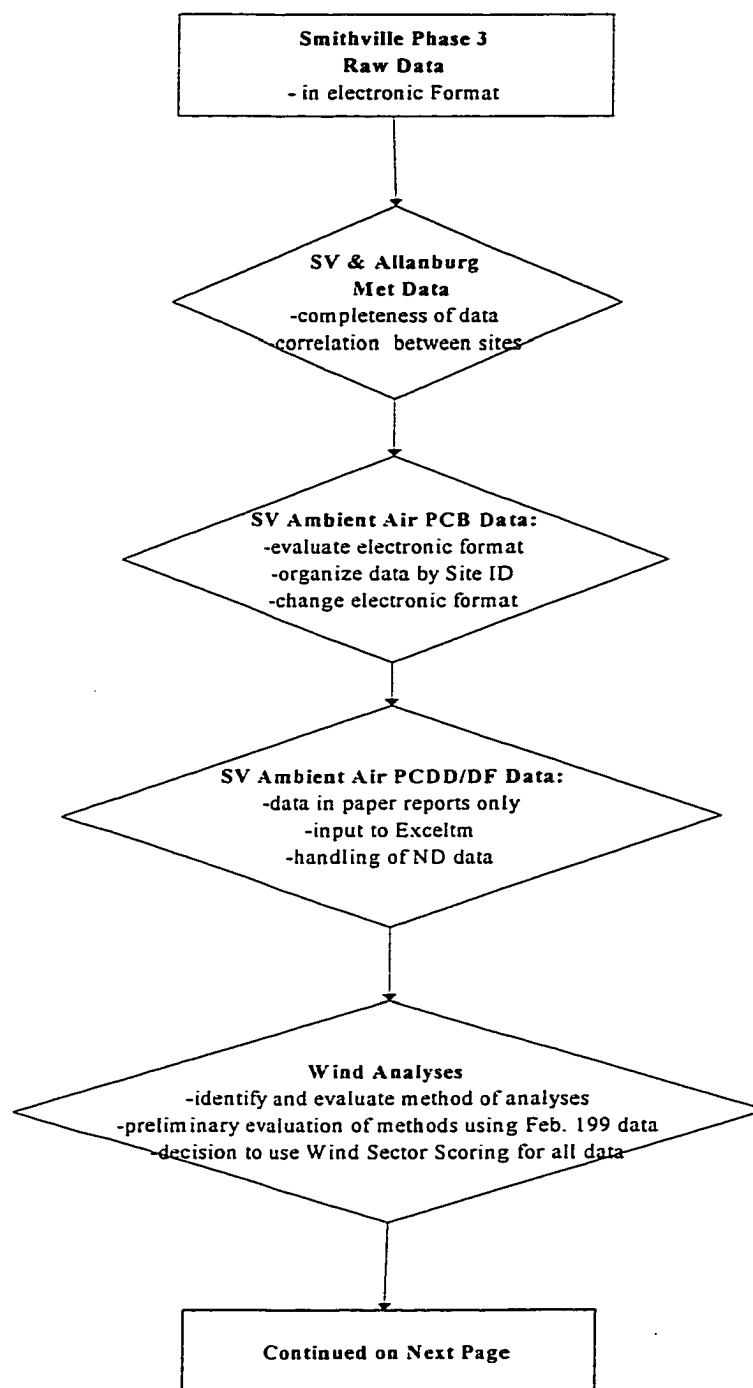 Smithville Phase 3
Raw Data
- in electronic Format
SV & Allanburg
Met Data
-completeness of data
-correlation between sites
SV Ambient Air PCB Data:
-evaluate electronic format
-organize data by Site ID
-change electronic format
SV Ambient Air PCDD/DF Data:
-data in paper reports only
-input to Exceltm
-handling of ND data
Wind Analyses
-identify and evaluate method of analyses
-preliminary evaluation of methods using Feb. 199 data
-decision to use Wind Sector Scoring for all data
Continued on Next Page